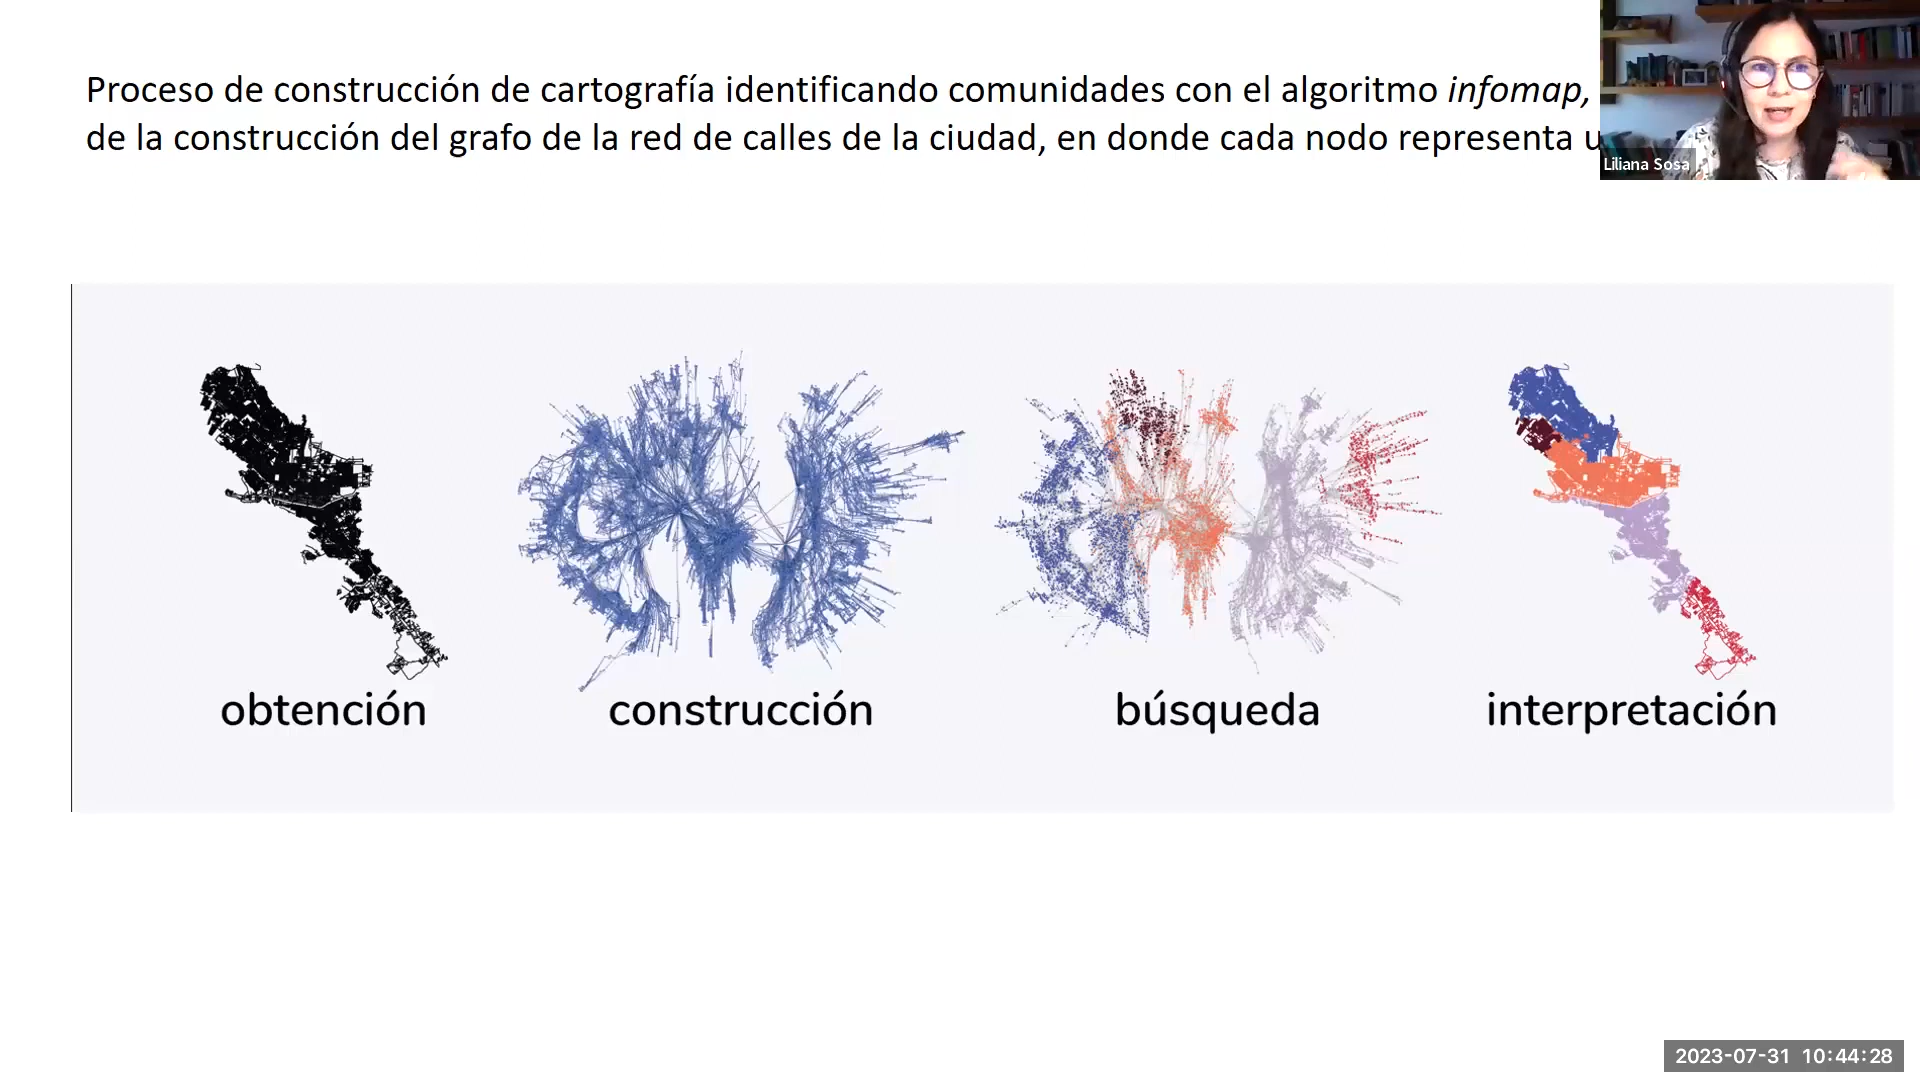 Proceso de construcción de cartografía identificando comunidades con el algoritmo infomap,
de la construcción del grafo de la red de calles de la ciudad, en donde cada nodo representa
Liliana Sosa
obtención
construcción
búsqueda
interpretación
2023-07-31 10:44:28